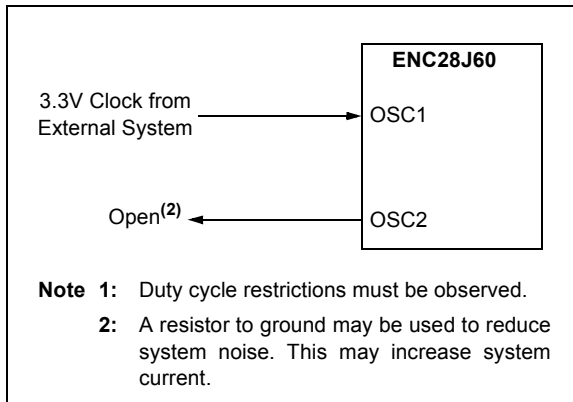 ENC28J60
3.3V Clock from
External System
OSC1
Open(2)
OSC2
Note 1: Duty cycle restrictions must be observed.
2: A resistor to ground may be used to reduce
system noise. This may increase system
current.